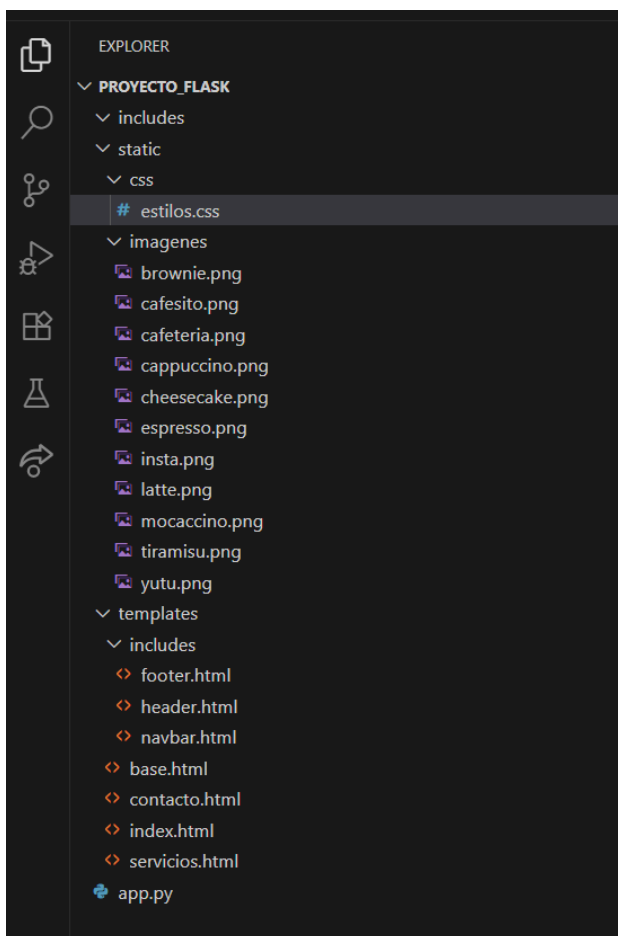 EXPLORER
PROYECTO_FLASK
includes
static
css
# estilos.css
imagenes
brownie.png
cafesito.png
cafeteria.png
cappuccino.png
cheesecake.png
espresso.png
insta.png
latte.png
mocaccino.png
tiramisu.png
yutu.png
templates
includes
<> footer.html
<> header.html
<> navbar.html
<> base.html
<> contacto.html
<> index.html
<> servicios.html
app.py